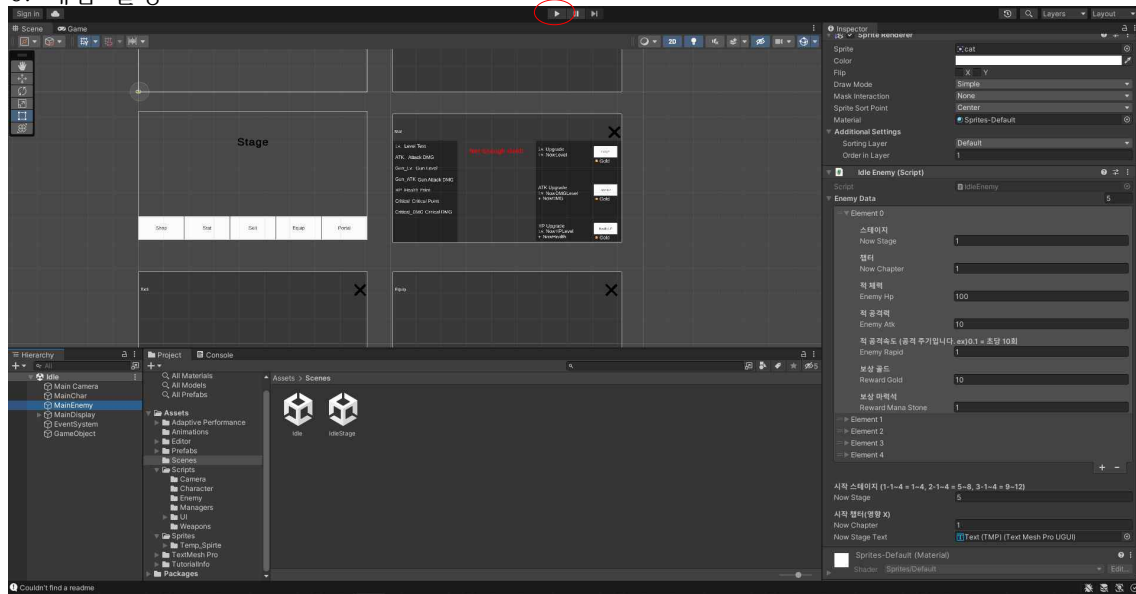 Sign in
Layers
Layout
Scene
Game
2D
Stage
Shop
Stat
Skill
Equip
Portal
Stat
Lv. Level Text
ATK. Attack DMG
Gun_Lv. Gun Level
Gun_ATK Gun Attack DMG
HP Health Point
Critical Critical Point
Critical_DMG Critical DMG
Lv. Upgrade
Lv. NowLevel
Gold
ATK Upgrade
Lv. NowDMGLevel
+ NowDMG
Gold
HP Upgrade
Lv. NowHPLevel
+ NowHealth
Gold
Equip
Hierarchy
All
Idle
Main Camera
MainChar
MainEnemy
MainDisplay
EventSystem
GameObject
Project
Console
All Materials
All Models
All Prefabs
Assets
Adaptive Performance
Animations
Editor
Prefabs
Scenes
Scripts
Camera
Character
Enemy
Managers
UI
Weapons
Sprites
Temp_Spirte
TextMesh Pro
TutorialInfo
Packages
Assets > Scenes
Idle
IdleStage
5
Inspector
Sprite Renderer
Sprite cat
Color
Flip X Y
Draw Mode Simple
Mask Interaction None
Sprite Sort Point Center
Material Sprites-Default
Additional Settings
Sorting Layer Default
Order in Layer 1
Idle Enemy (Script)
Script IdleEnemy
Enemy Data 5
Element 0
스테이지
Now Stage 1
챕터
Now Chapter 1
적 체력
Enemy Hp 100
적 공격력
Enemy Atk 10
적 공격속도 (공격 주기입니다. ex)0.1 = 초당 10회
Enemy Rapid 1
보상 골드
Reward Gold 10
보상 마력석
Reward Mana Stone 1
Element 1
Element 2
Element 3
Element 4
시작 스테이지 (1-1~4 = 1~4, 2-1~4 = 5~8, 3-1~4 = 9~12)
Now Stage 5
시작 챕터(영향 X)
Now Chapter 1
Now Stage Text Text (TMP) (Text Mesh Pro UGUI)
Sprites-Default (Material)
Shader Sprites/Default
Edit...
Couldn't find a readme